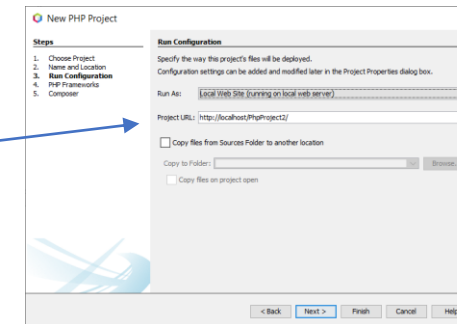 New PHP Project
Steps
1. Choose Project
2. Name and Location
3. Run Configuration
4. PHP Frameworks
5. Composer
Run Configuration
Specify the way this project's files will be deployed.
Configuration settings can be added and modified later in the Project Properties dialog box.
Run As: Local Web Site (running on local web server)
Project URL: http://localhost/PhpProject2/
Copy files from Sources Folder to another location
Copy to Folder: Browse.
Copy files on project open
< Back Next > Finish Cancel Help